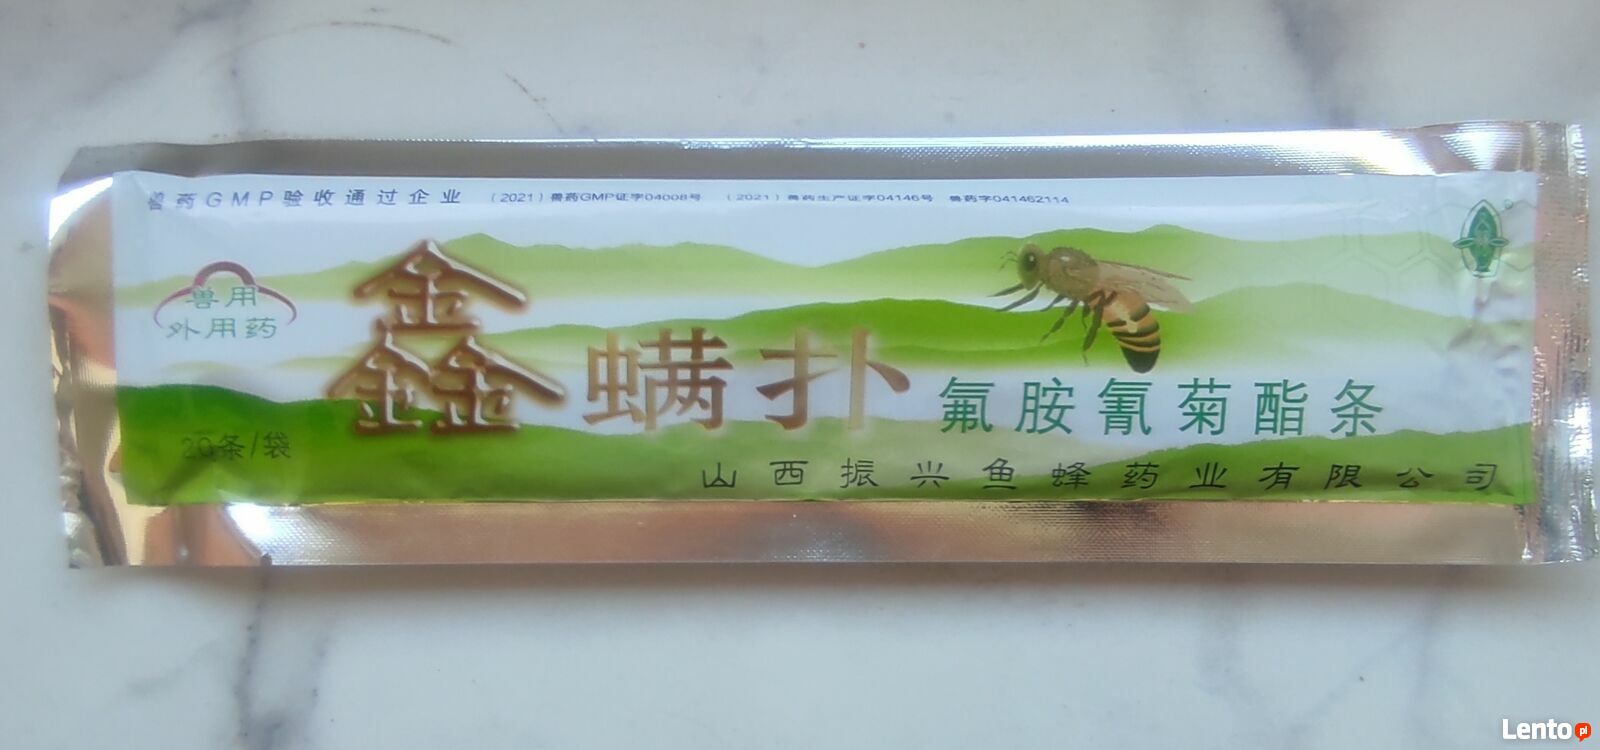 兽药GMP验收通过企业 (2021)兽药GMP证字04008号 (2021)兽药生产证字04146号 兽药字041462114
兽用
外用药
鑫螨扑 氟胺氰菊酯条
20条/袋
山西振兴鱼蜂药业有限公司
Lento.pl